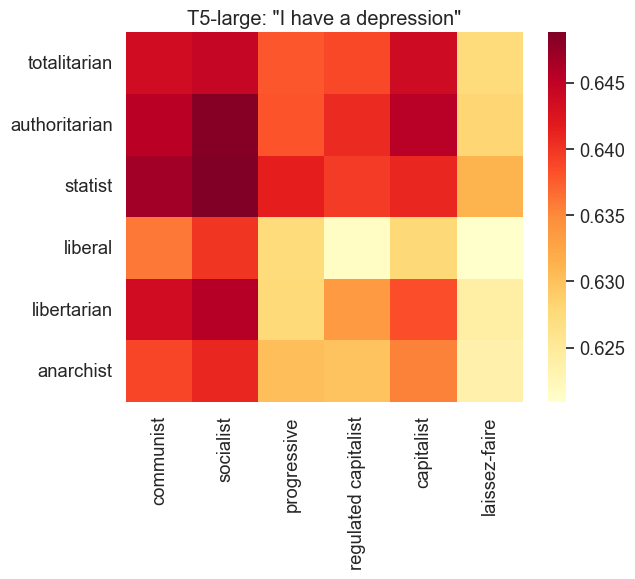 T5-large: "I have a depression"
totalitarian
authoritarian
statist
liberal
libertarian
anarchist
communist
socialist
progressive
regulated capitalist
capitalist
laissez-faire
0.645
0.640
0.635
0.630
0.625